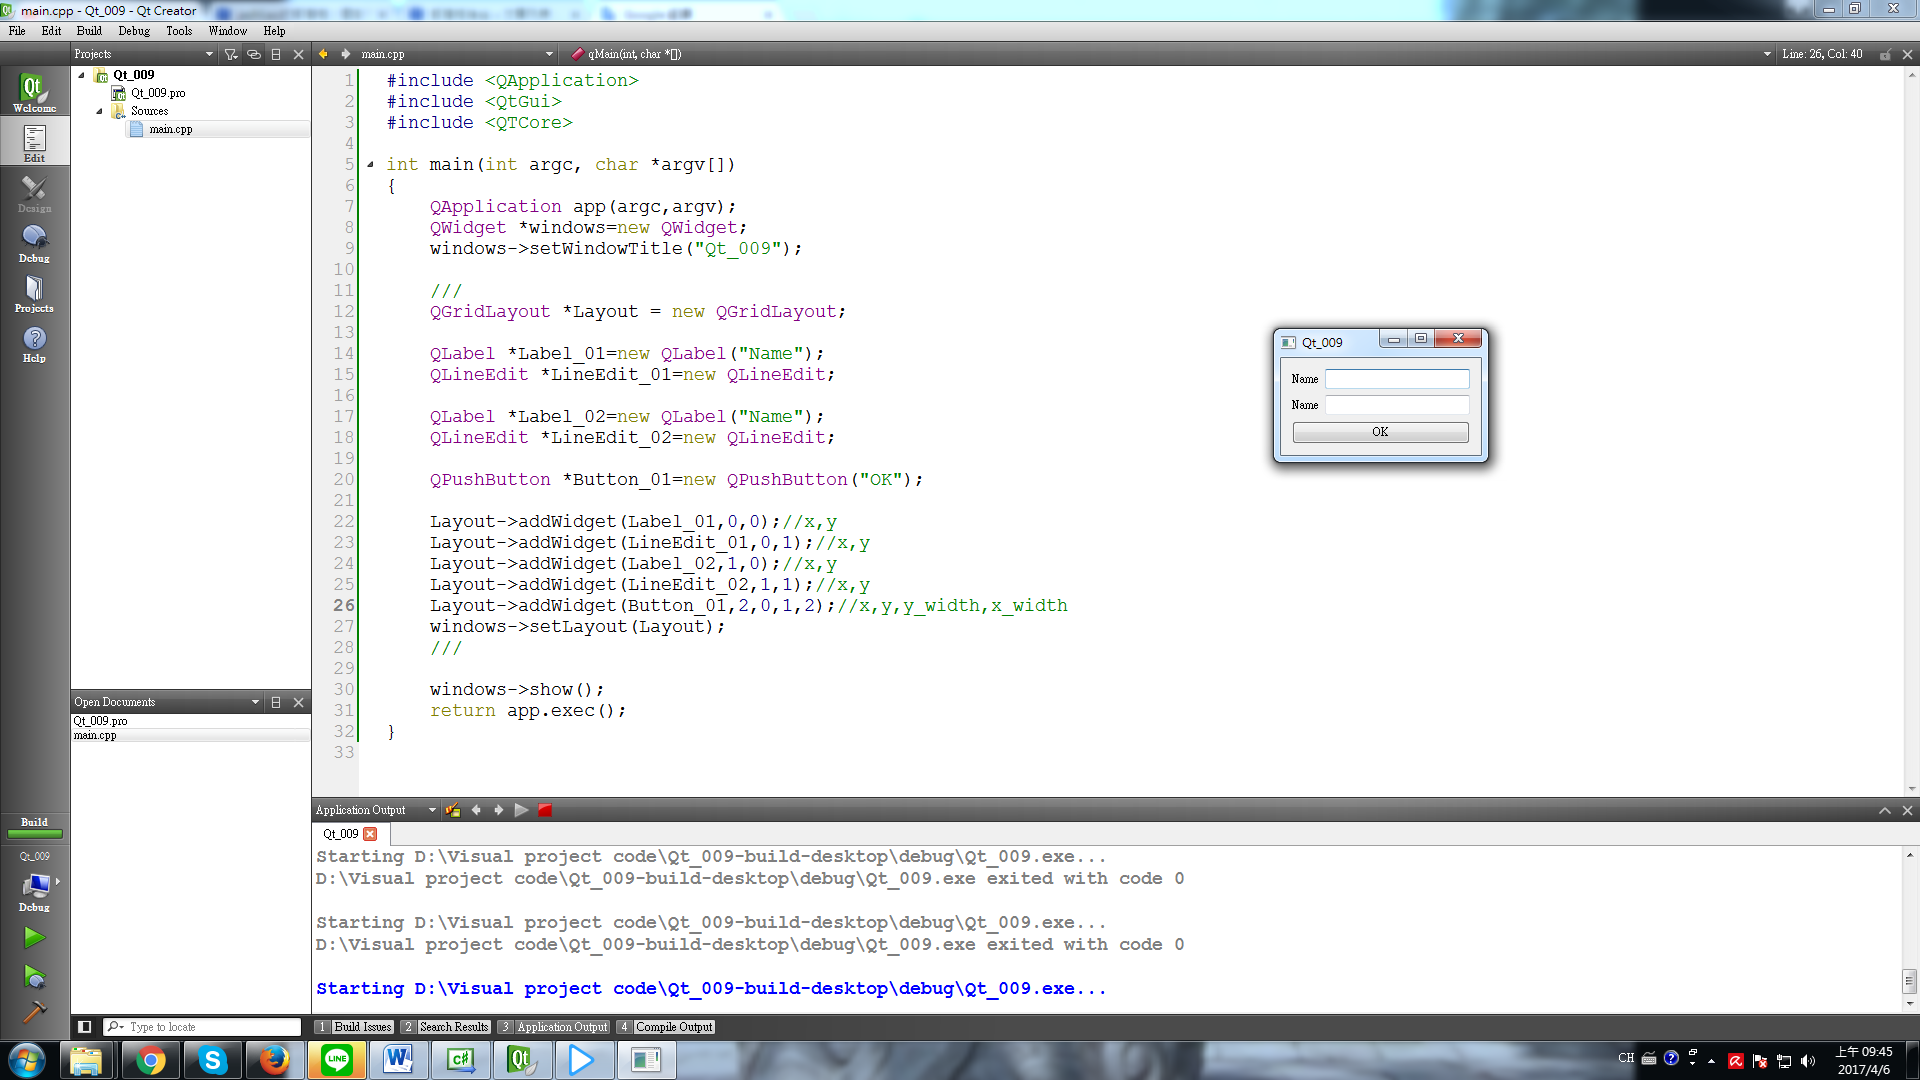 main.cpp - Qt_009 - Qt Creator
File Edit Build Debug Tools Window Help
Projects
main.cpp
qMain(int, char *[])
Line: 26, Col: 40
Welcome
Edit
Design
Debug
Projects
Help
Qt_009
Qt_009.pro
Sources
main.cpp
1 #include <QApplication>
2 #include <QtGui>
3 #include <QTCore>
4
5 int main(int argc, char *argv[])
6 {
7 QApplication app(argc,argv);
8 QWidget *windows=new QWidget;
9 windows->setWindowTitle("Qt_009");
10
11 ///
12 QGridLayout *Layout = new QGridLayout;
13
14 QLabel *Label_01=new QLabel("Name");
15 QLineEdit *LineEdit_01=new QLineEdit;
16
17 QLabel *Label_02=new QLabel("Name");
18 QLineEdit *LineEdit_02=new QLineEdit;
19
20 QPushButton *Button_01=new QPushButton("OK");
21
22 Layout->addWidget(Label_01,0,0);//x,y
23 Layout->addWidget(LineEdit_01,0,1);//x,y
24 Layout->addWidget(Label_02,1,0);//x,y
25 Layout->addWidget(LineEdit_02,1,1);//x,y
26 Layout->addWidget(Button_01,2,0,1,2);//x,y,y_width,x_width
27 windows->setLayout(Layout);
28 ///
29
30 windows->show();
31 return app.exec();
32 }
33
Qt_009
Name
Name
OK
Open Documents
Qt_009.pro
main.cpp
Build
Qt_009
Debug
Application Output
Qt_009
Starting D:\Visual project code\Qt_009-build-desktop\debug\Qt_009.exe...
D:\Visual project code\Qt_009-build-desktop\debug\Qt_009.exe exited with code 0
Starting D:\Visual project code\Qt_009-build-desktop\debug\Qt_009.exe...
D:\Visual project code\Qt_009-build-desktop\debug\Qt_009.exe exited with code 0
Starting D:\Visual project code\Qt_009-build-desktop\debug\Qt_009.exe...
Type to locate
1 Build Issues 2 Search Results 3 Application Output 4 Compile Output
LINE
CH
上午 09:45
2017/4/6